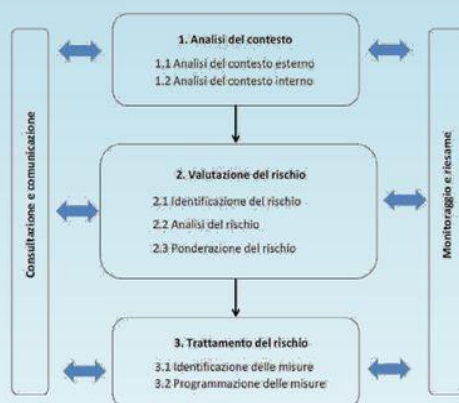 Consultazione e comunicazione
1. Analisi del contesto
1.1 Analisi del contesto esterno
1.2 Analisi del contesto interno
2. Valutazione del rischio
2.1 Identificazione del rischio
2.2 Analisi del rischio
2.3 Ponderazione del rischio
3. Trattamento del rischio
3.1 Identificazione delle misure
3.2 Programmazione delle misure
Monitoraggio e riesame